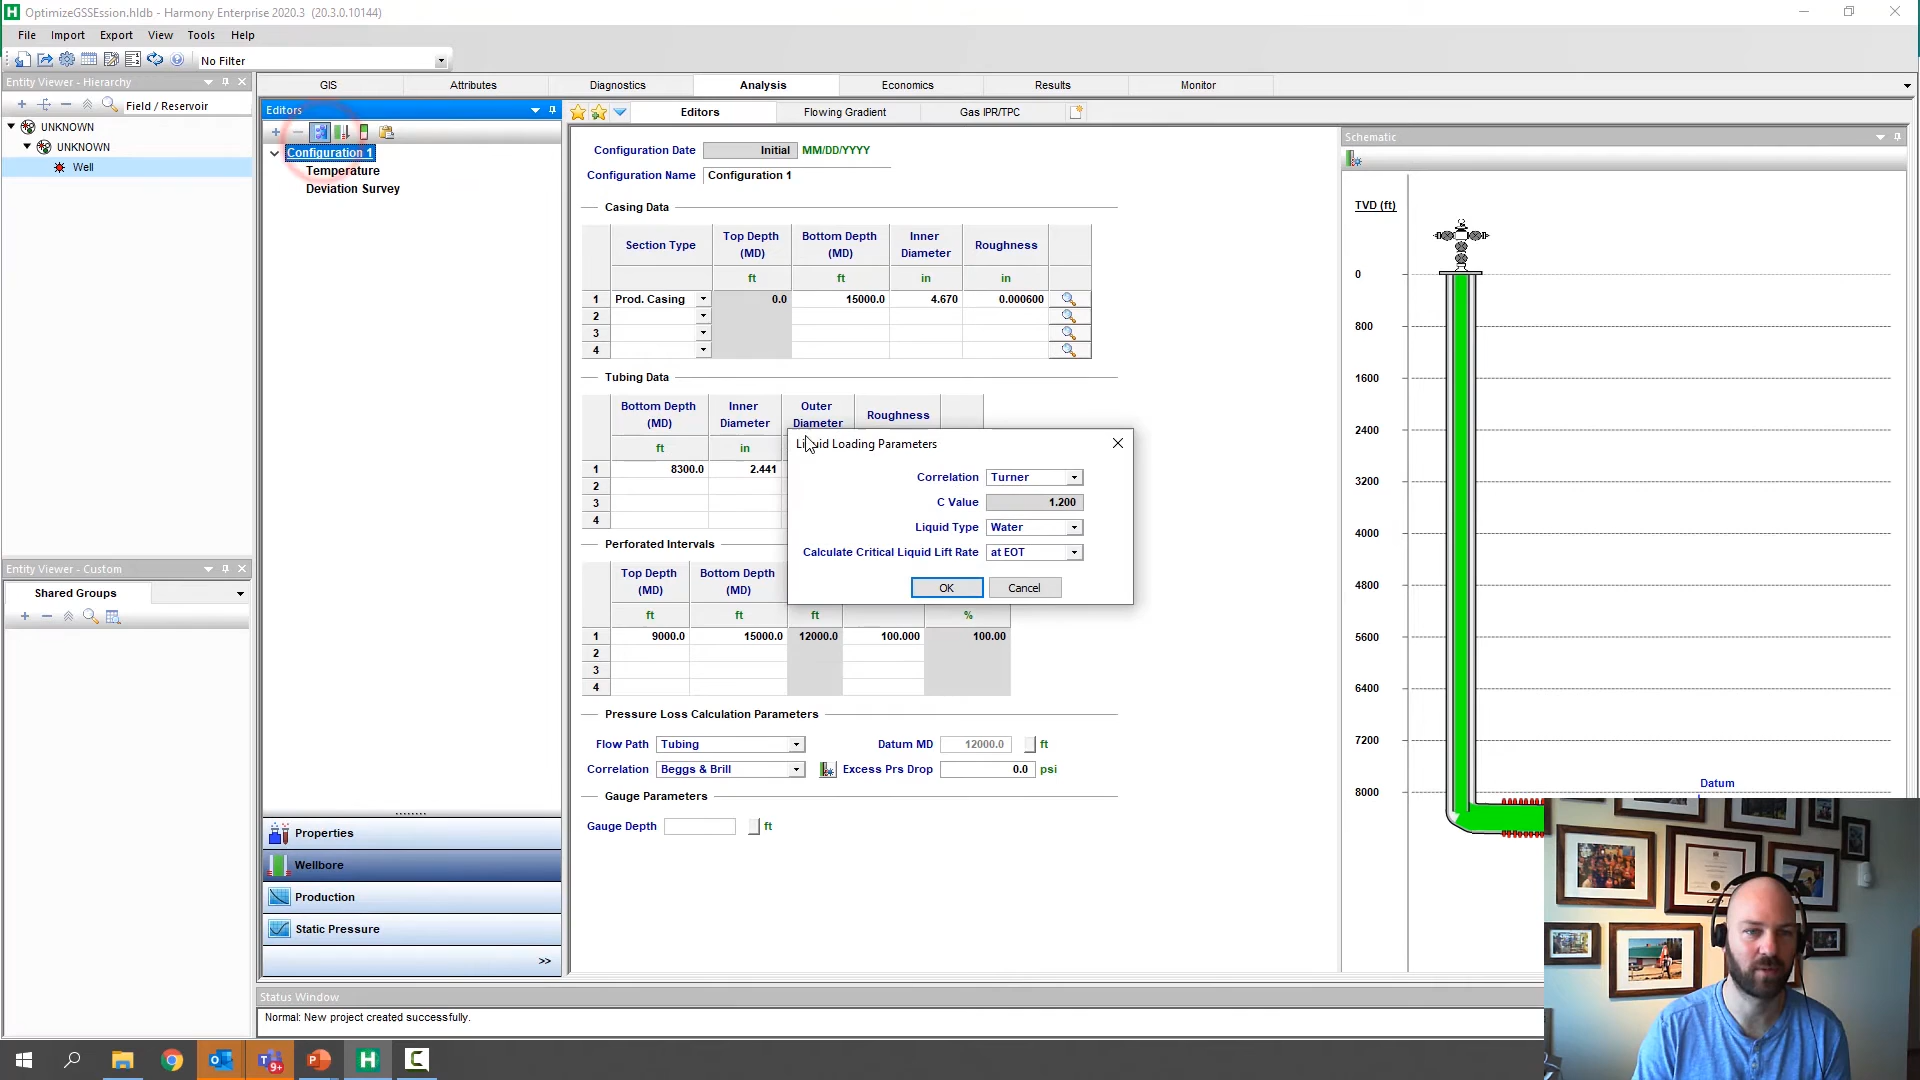 OptimizeGSSEssion.hldb - Harmony Enterprise 2020.3 (20.3.0.10144)
File Import Export View Tools Help
No Filter
Entity Viewer - Hierarchy
Field / Reservoir
UNKNOWN
UNKNOWN
Well
Entity Viewer - Custom
Shared Groups
GIS Attributes Diagnostics Analysis Economics Results Monitor
Editors
Configuration 1
Temperature
Deviation Survey
Properties
Wellbore
Production
Static Pressure
>>
Editors Flowing Gradient Gas IPR/TPC
Configuration Date Initial MM/DD/YYYY
Configuration Name Configuration 1
Casing Data
Section Type Top Depth (MD) Bottom Depth (MD) Inner Diameter Roughness
ft ft in in
1 Prod. Casing 0.0 15000.0 4.670 0.000600
2
3
4
Tubing Data
Bottom Depth (MD) Inner Diameter Outer Diameter Roughness
ft in
1 8300.0 2.441
2
3
4
Perforated Intervals
Top Depth (MD) Bottom Depth (MD)
ft ft ft %
1 9000.0 15000.0 12000.0 100.000 100.00
2
3
4
Pressure Loss Calculation Parameters
Flow Path Tubing Datum MD 12000.0 ft
Correlation Beggs & Brill Excess Prs Drop 0.0 psi
Gauge Parameters
Gauge Depth ft
Liquid Loading Parameters
Correlation Turner
C Value 1.200
Liquid Type Water
Calculate Critical Liquid Lift Rate at EOT
OK Cancel
Schematic
TVD (ft)
0
800
1600
2400
3200
4000
4800
5600
6400
7200
Datum
8000
Status Window
Normal: New project created successfully.
9+